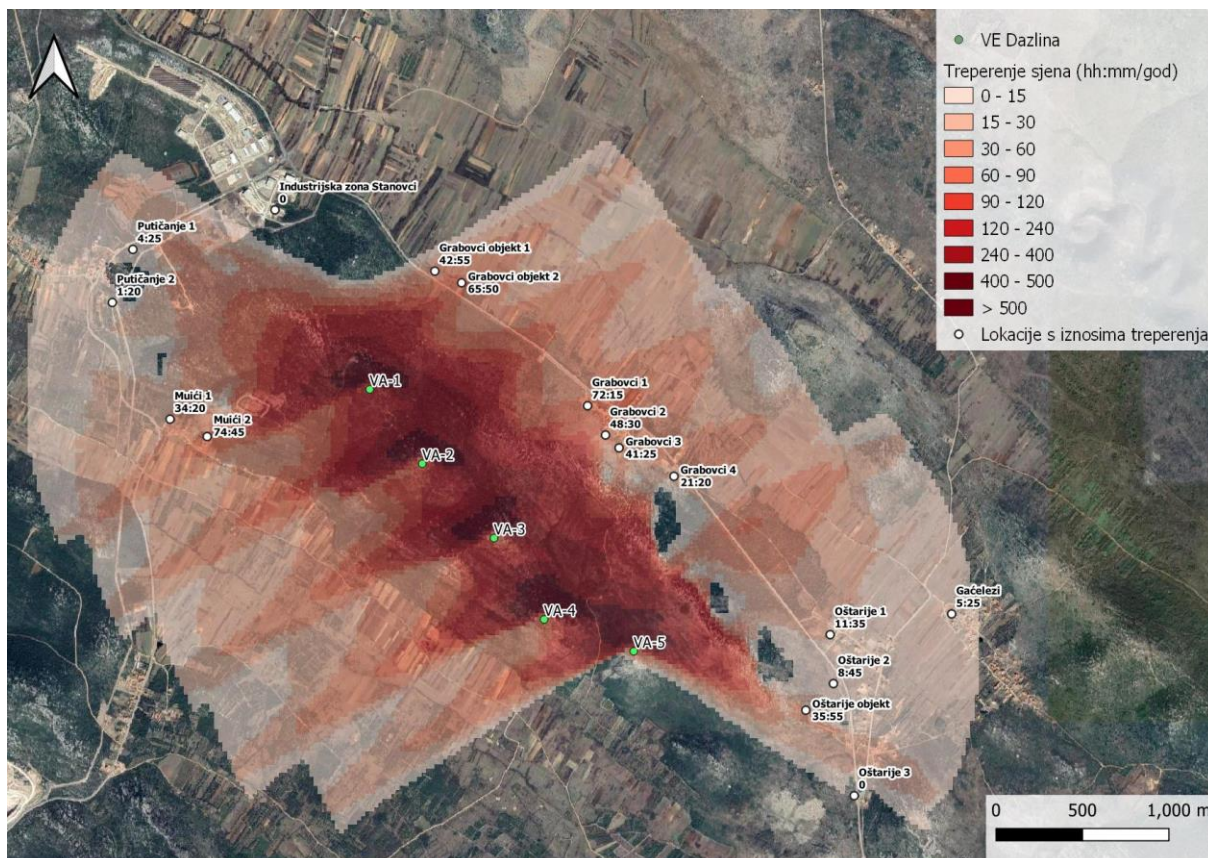 VE Dazlina
Treperenje sjena (hh:mm/god)
0 - 15
15 - 30
30 - 60
60 - 90
90 - 120
120 - 240
240 - 400
400 - 500
> 500
Lokacije s iznosima treperenja
Industrijska zona Stanovci
0
Putičanje 1
4:25
Putičanje 2
1:20
Grabovci objekt 1
42:55
Grabovci objekt 2
65:50
VA-1
Muići 1
34:20
Muići 2
74:45
Grabovci 1
72:15
Grabovci 2
48:30
Grabovci 3
41:25
VA-2
Grabovci 4
21:20
VA-3
VA-4
VA-5
Gaćelezi
5:25
Oštarije 1
11:35
Oštarije 2
8:45
Oštarije objekt
35:55
Oštarije 3
0
0 500 1,000 m